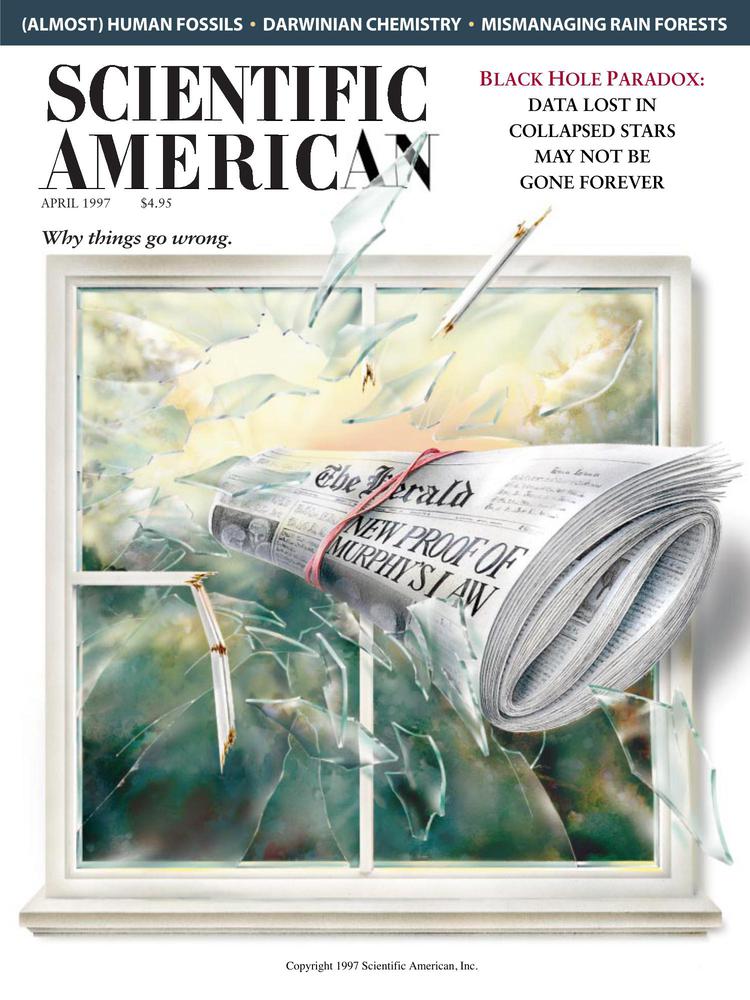 (ALMOST) HUMAN FOSSILS • DARWINIAN CHEMISTRY • MISMANAGING RAIN FORESTS
SCIENTIFIC
AMERICAN
APRIL 1997 $4.95
BLACK HOLE PARADOX:
DATA LOST IN
COLLAPSED STARS
MAY NOT BE
GONE FOREVER
Why things go wrong.
The Herald
NEW PROOF OF
MURPHY'S LAW
Copyright 1997 Scientific American, Inc.